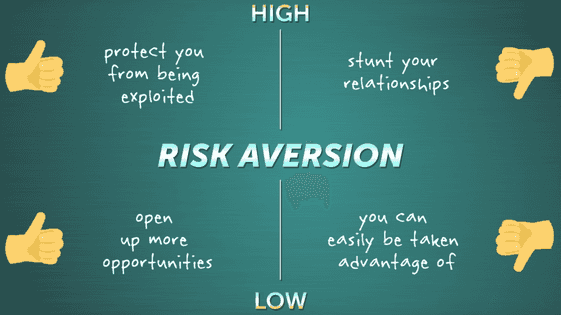 HIGH
protect you
from being
exploited
stunt your
relationships
RISK AVERSION
open
up more
opportunities
you can
easily be taken
advantage of
LOW